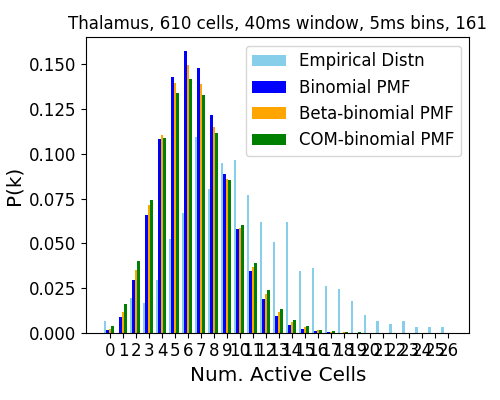 Thalamus, 610 cells, 40ms window, 5ms bins, 161
Empirical Distn
Binomial PMF
Beta-binomial PMF
COM-binomial PMF
P(k)
0.150
0.125
0.100
0.075
0.050
0.025
0.000
0 1 2 3 4 5 6 7 8 9 10 11 12 13 14 15 16 17 18 19 20 21 22 23 24 25 26
Num. Active Cells